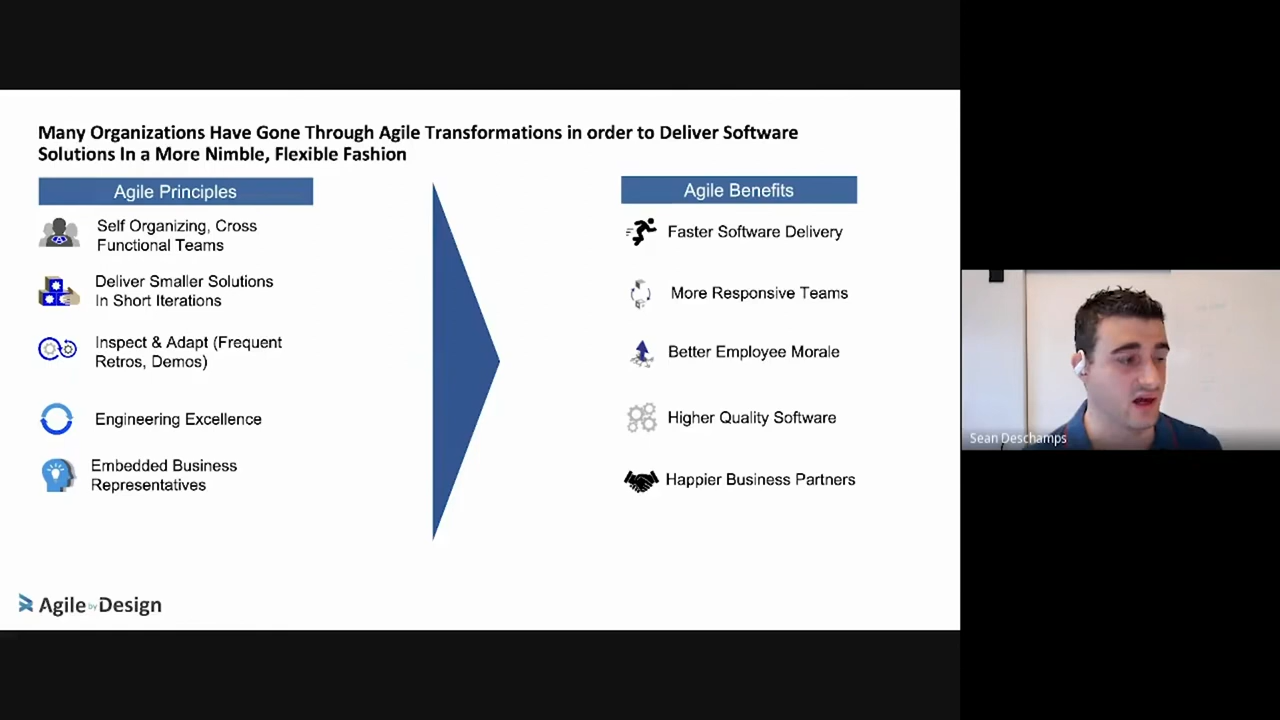 Many Organizations Have Gone Through Agile Transformations in order to Deliver Software
Solutions In a More Nimble, Flexible Fashion
Agile Principles
Self Organizing, Cross
Functional Teams
Deliver Smaller Solutions
In Short Iterations
Inspect & Adapt (Frequent
Retros, Demos)
Engineering Excellence
Embedded Business
Representatives
Agile Benefits
Faster Software Delivery
More Responsive Teams
Better Employee Morale
Higher Quality Software
Happier Business Partners
Agile by Design
Sean Deschamps